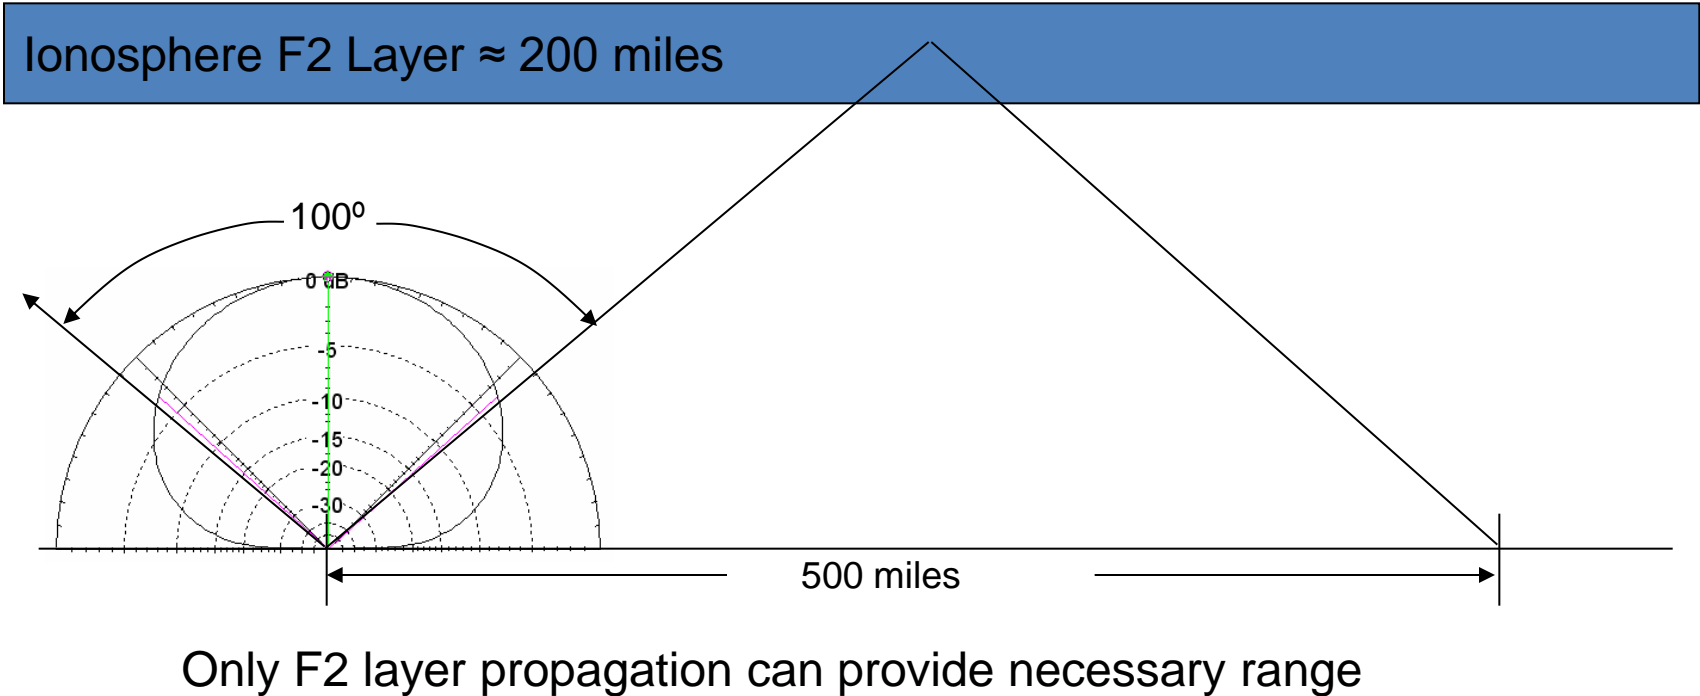 Ionosphere F2 Layer ≈ 200 miles
100⁰
0 dB
-5
-10
-15
-20
-30
500 miles
Only F2 layer propagation can provide necessary range